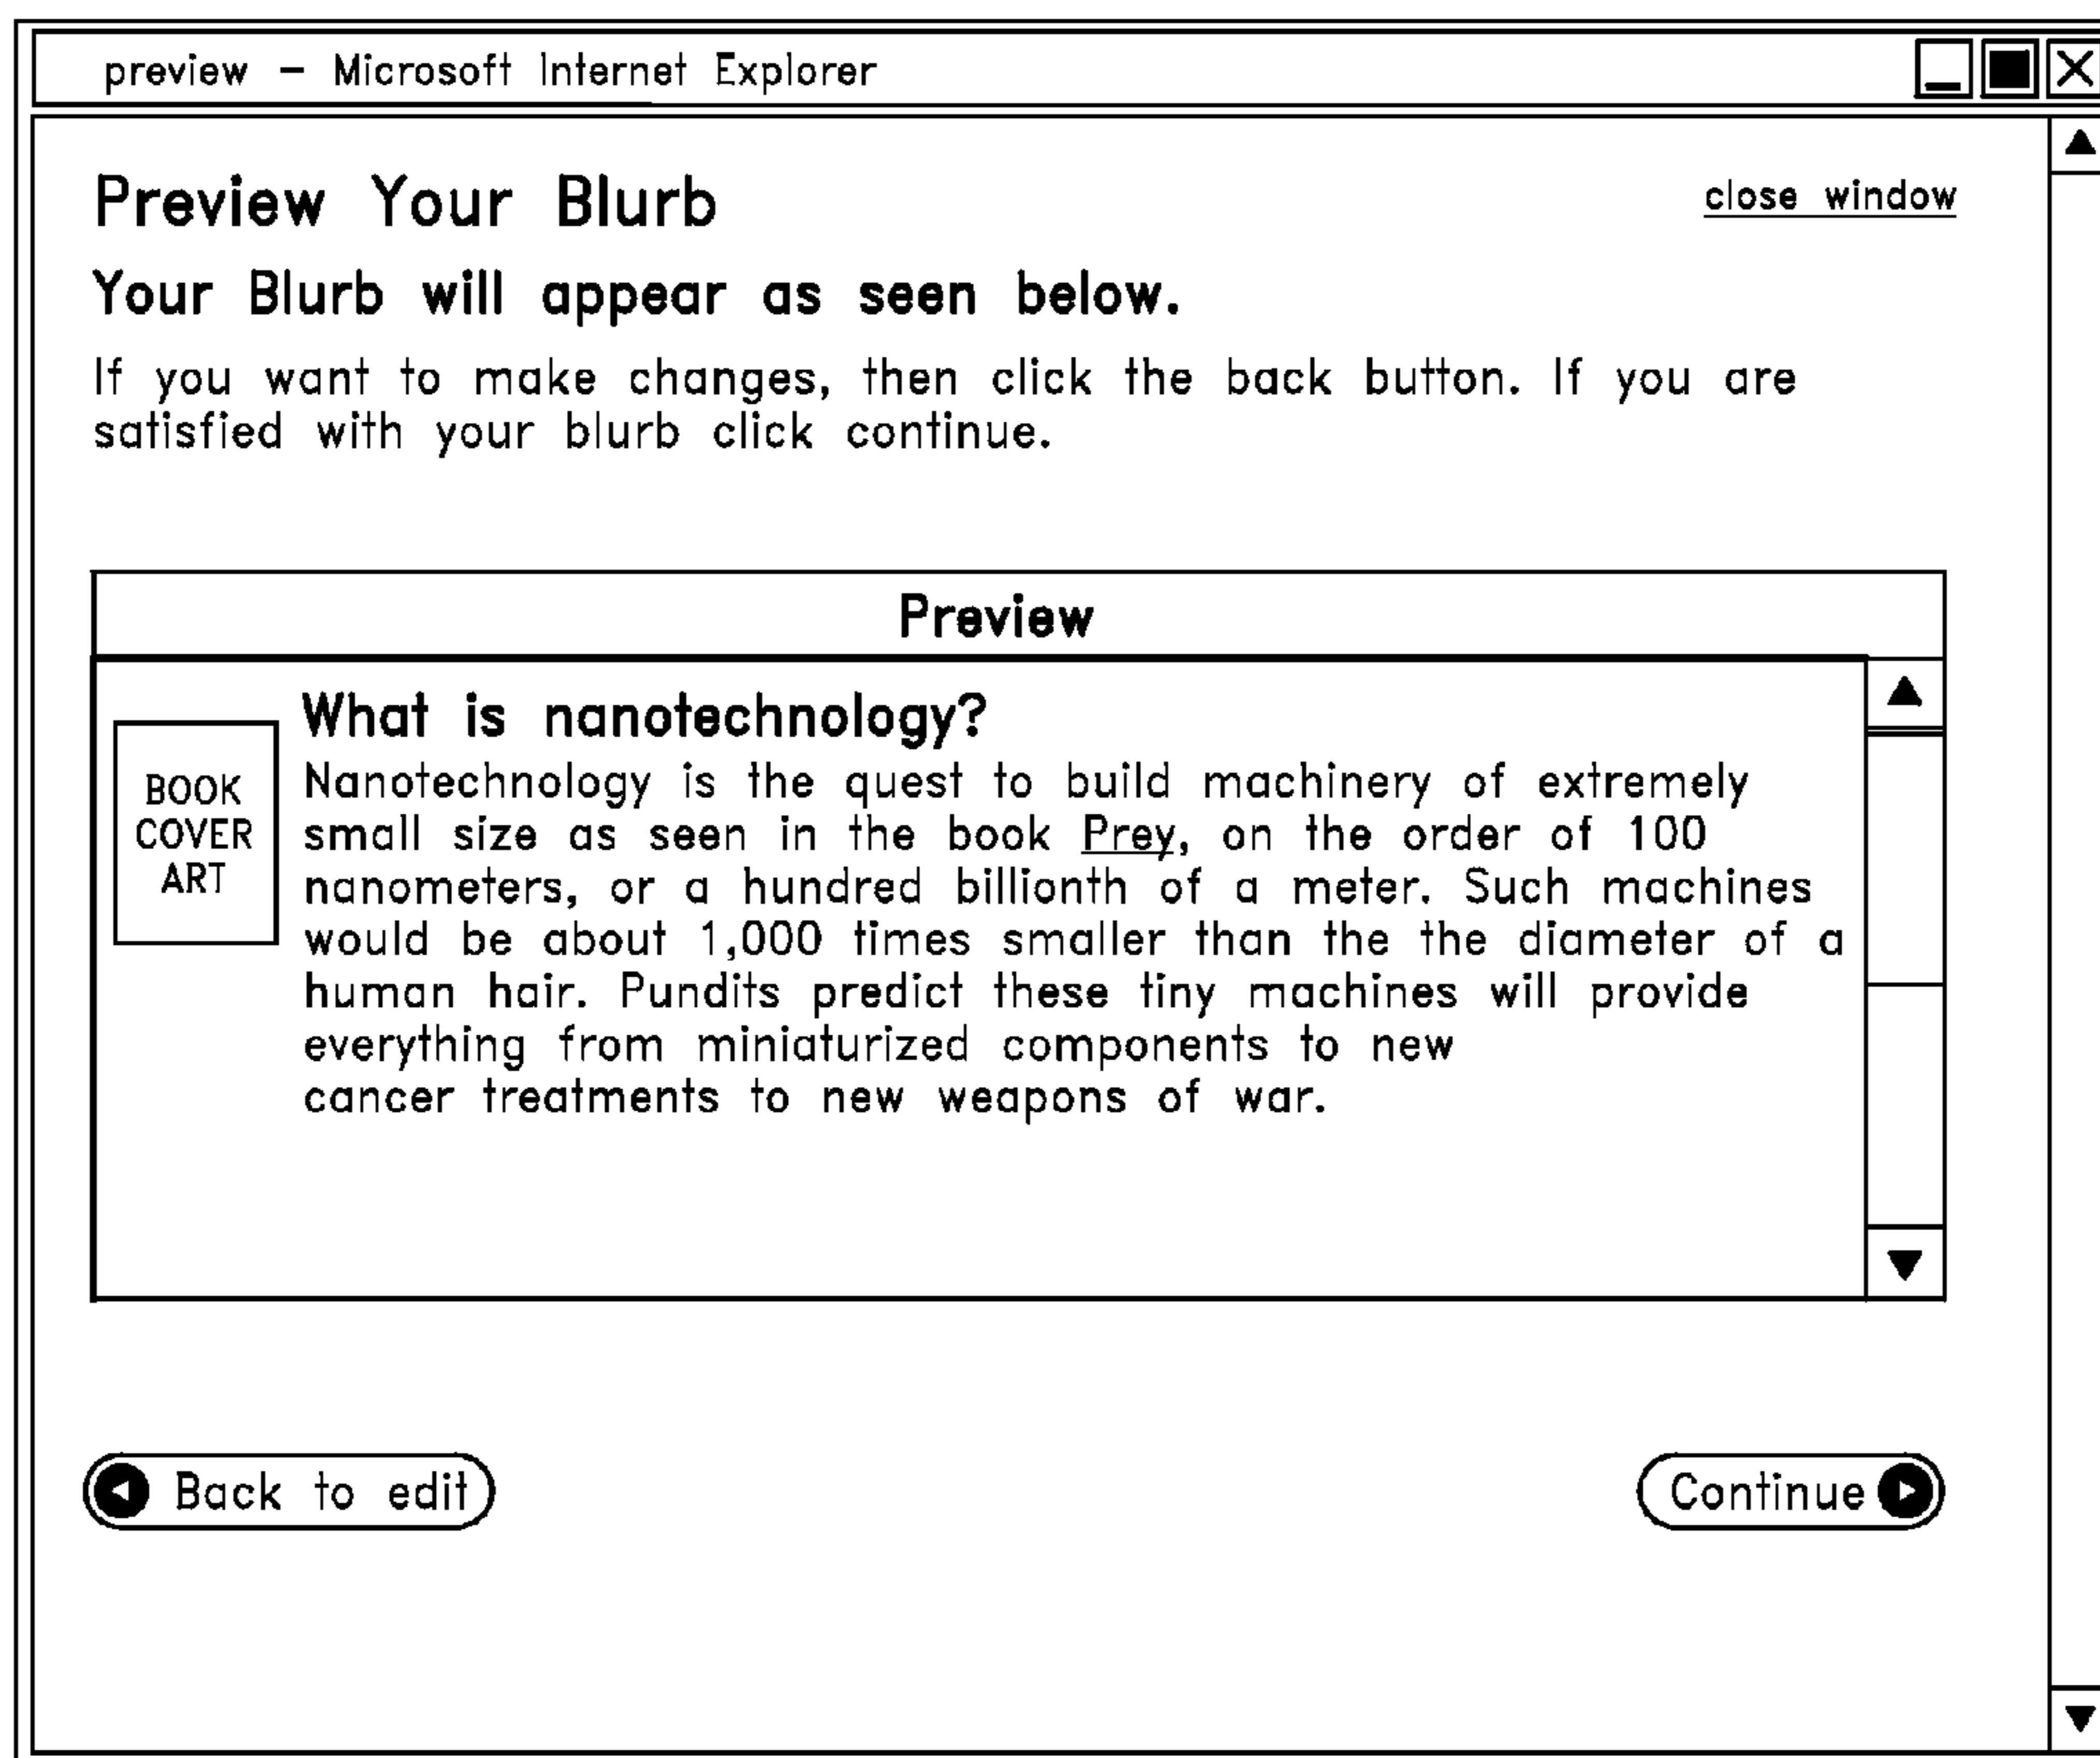 preview - Microsoft Internet Explorer
Preview Your Blurb
close window
Your Blurb will appear as seen below.
If you want to make changes, then click the back button. If you are
satisfied with your blurb click continue.
Preview
What is nanotechnology?
BOOK
COVER
ART
Nanotechnology is the quest to build machinery of extremely
small size as seen in the book Prey, on the order of 100
nanometers, or a hundred billionth of a meter. Such machines
would be about 1,000 times smaller than the the diameter of a
human hair. Pundits predict these tiny machines will provide
everything from miniaturized components to new
cancer treatments to new weapons of war.
Back to edit
Continue